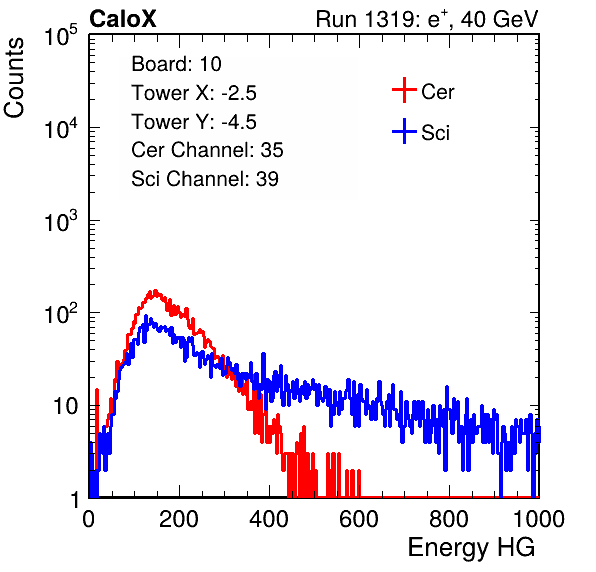 CaloX
Run 1319: e+, 40 GeV
Counts
10^5
10^4
10^3
10^2
10
1
Board: 10
Tower X: -2.5
Tower Y: -4.5
Cer Channel: 35
Sci Channel: 39
Cer
Sci
0 200 400 600 800 1000
Energy HG